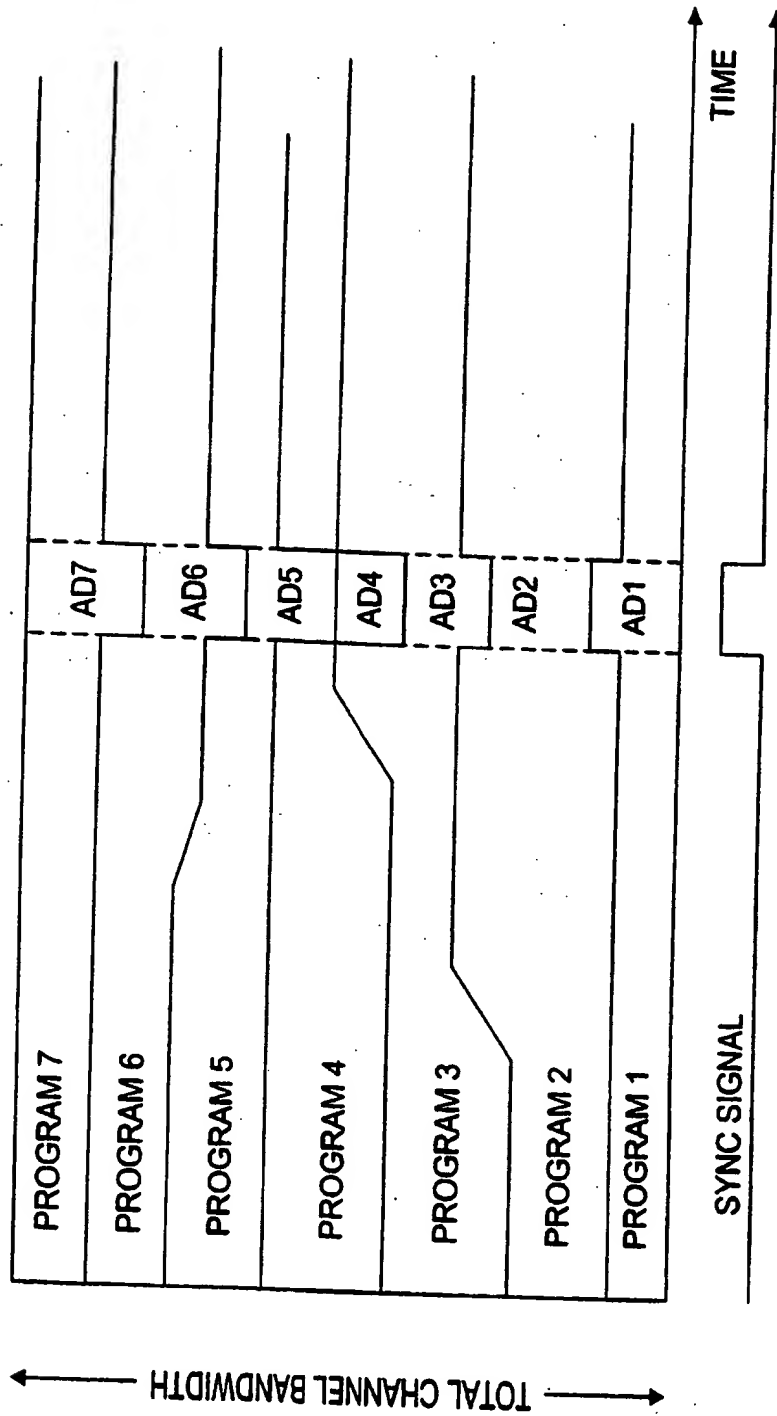 TOTAL CHANNEL BANDWIDTH
PROGRAM 7
PROGRAM 6
PROGRAM 5
PROGRAM 4
PROGRAM 3
PROGRAM 2
PROGRAM 1
AD7
AD6
AD5
AD4
AD3
AD2
AD1
SYNC SIGNAL
TIME